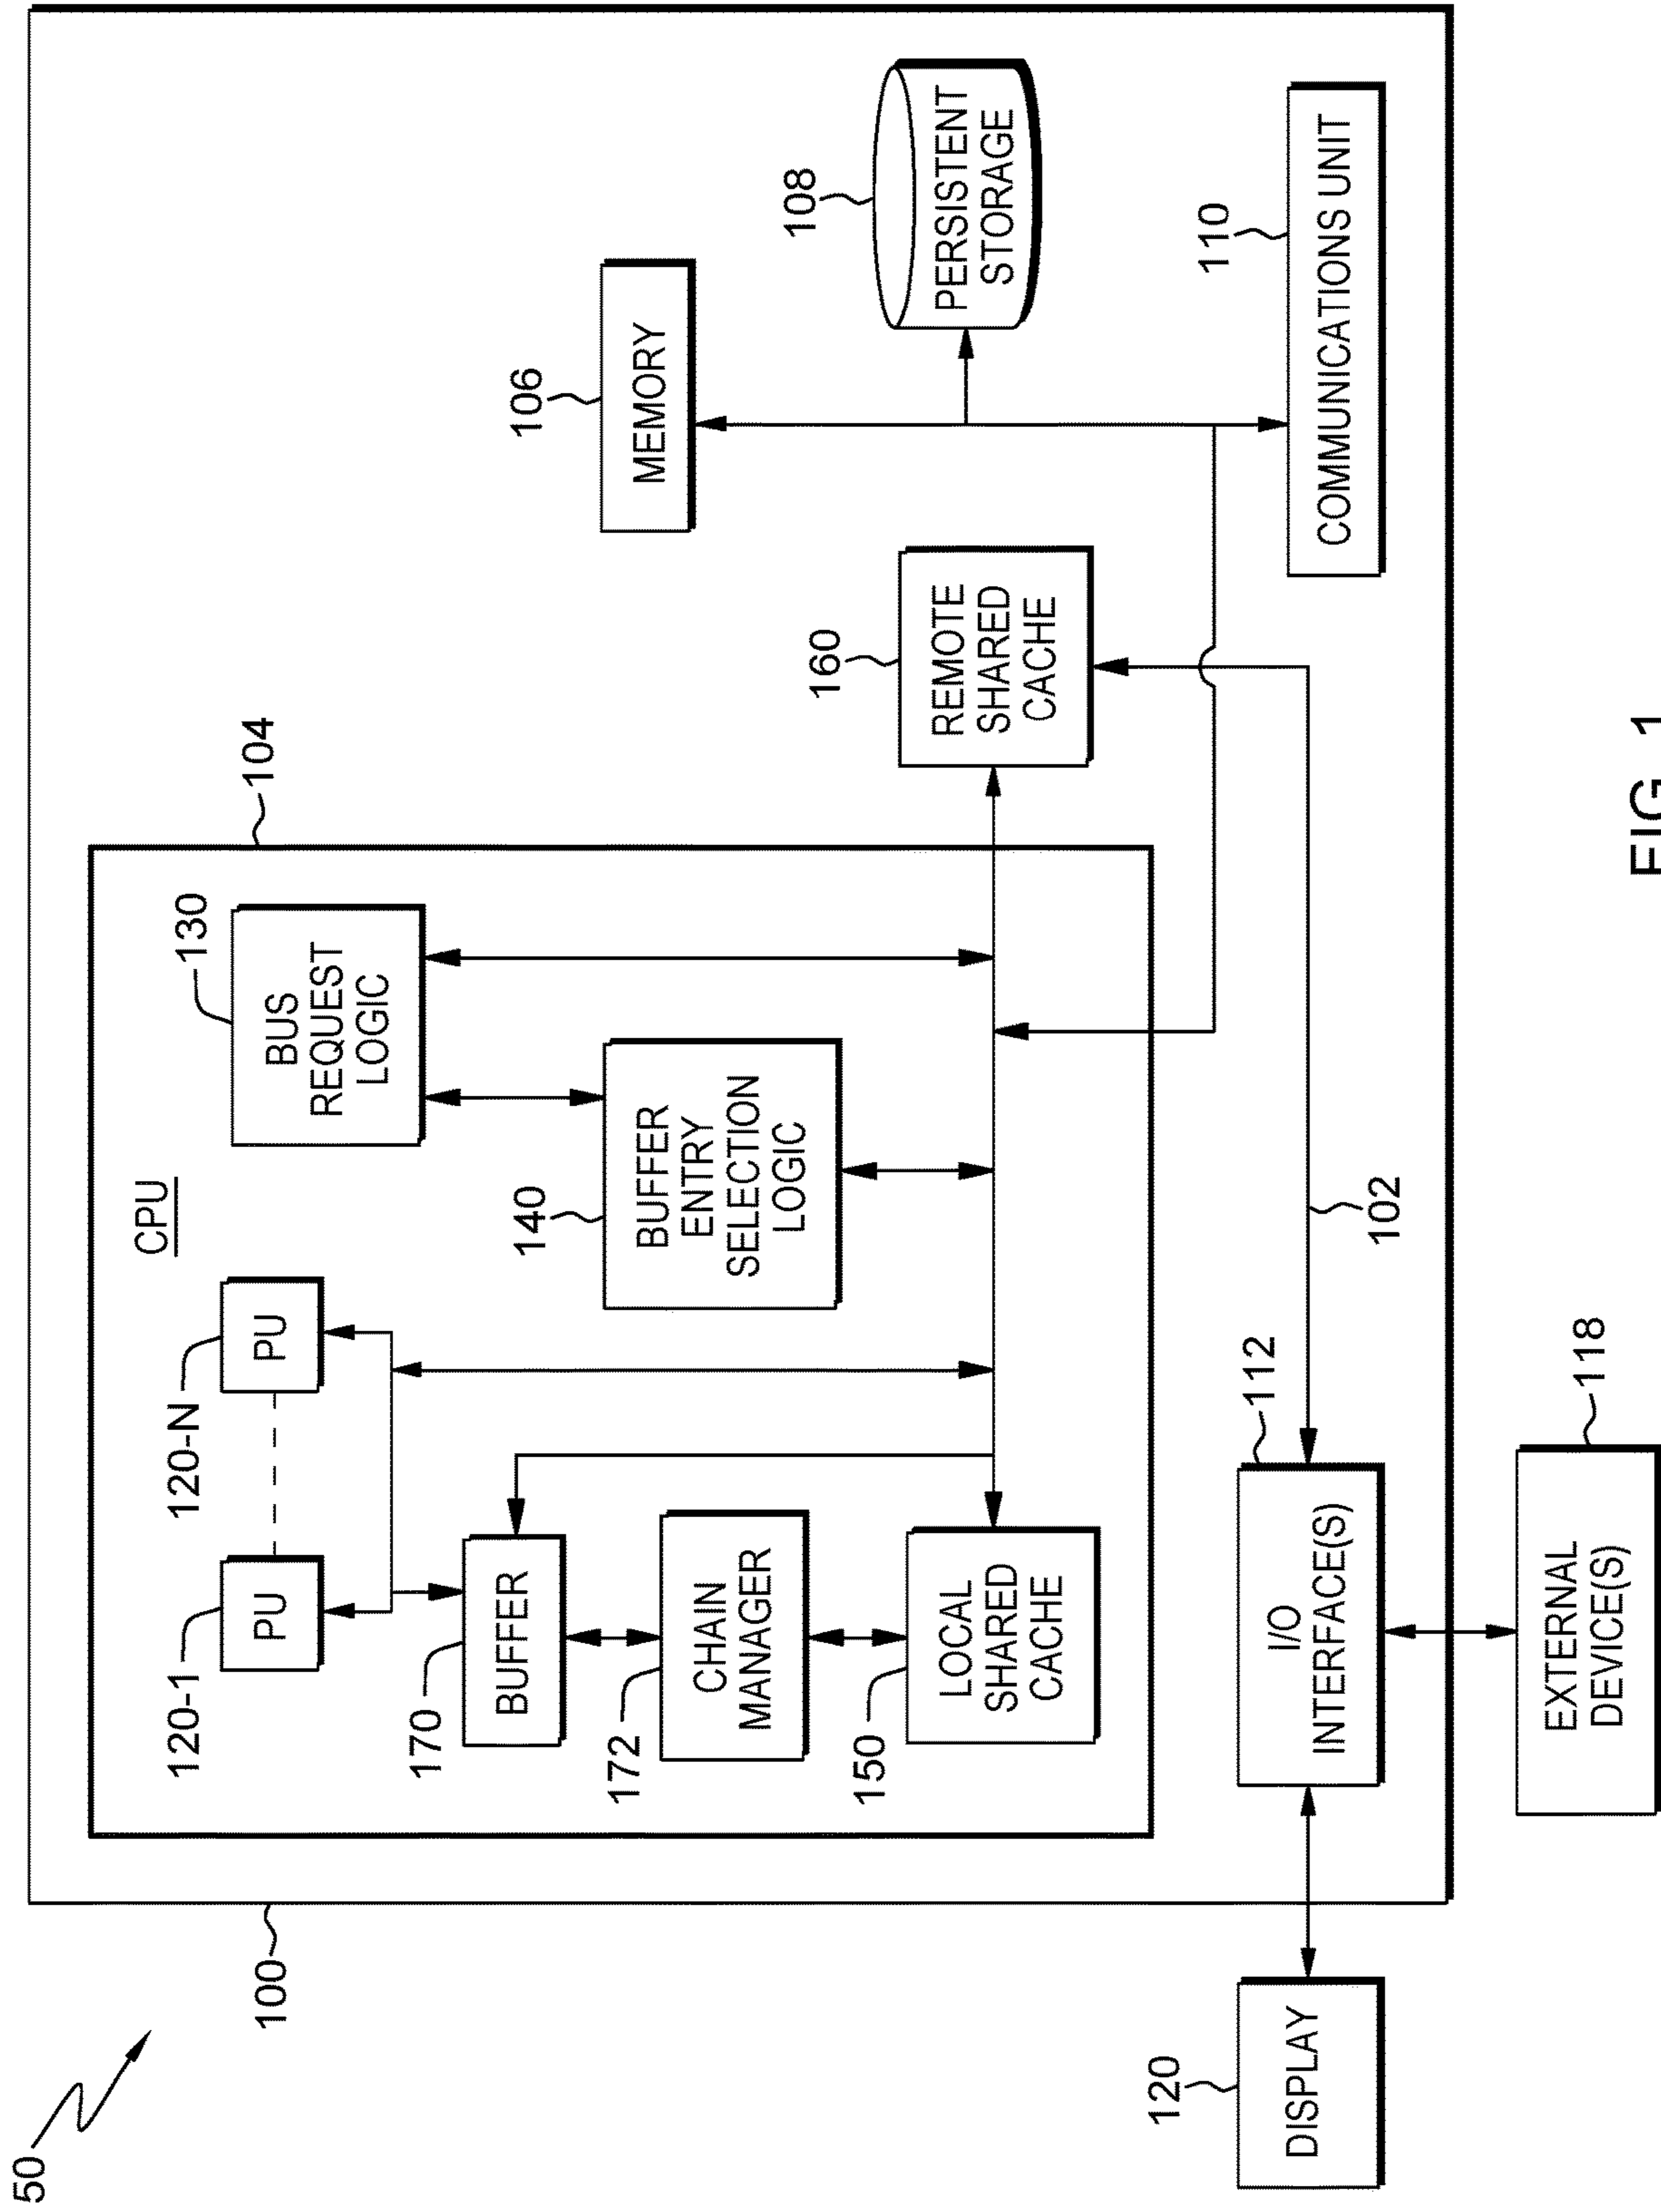 50
100
104
CPU
120-1
PU
120-N
PU
130
BUS
REQUEST
LOGIC
170
BUFFER
140
BUFFER
ENTRY
SELECTION
LOGIC
172
CHAIN
MANAGER
150
LOCAL
SHARED
CACHE
106
MEMORY
160
REMOTE
SHARED
CACHE
108
PERSISTENT
STORAGE
120
DISPLAY
112
I/O
INTERFACE(S)
102
110
COMMUNICATIONS UNIT
118
EXTERNAL
DEVICE(S)
FIG. 1